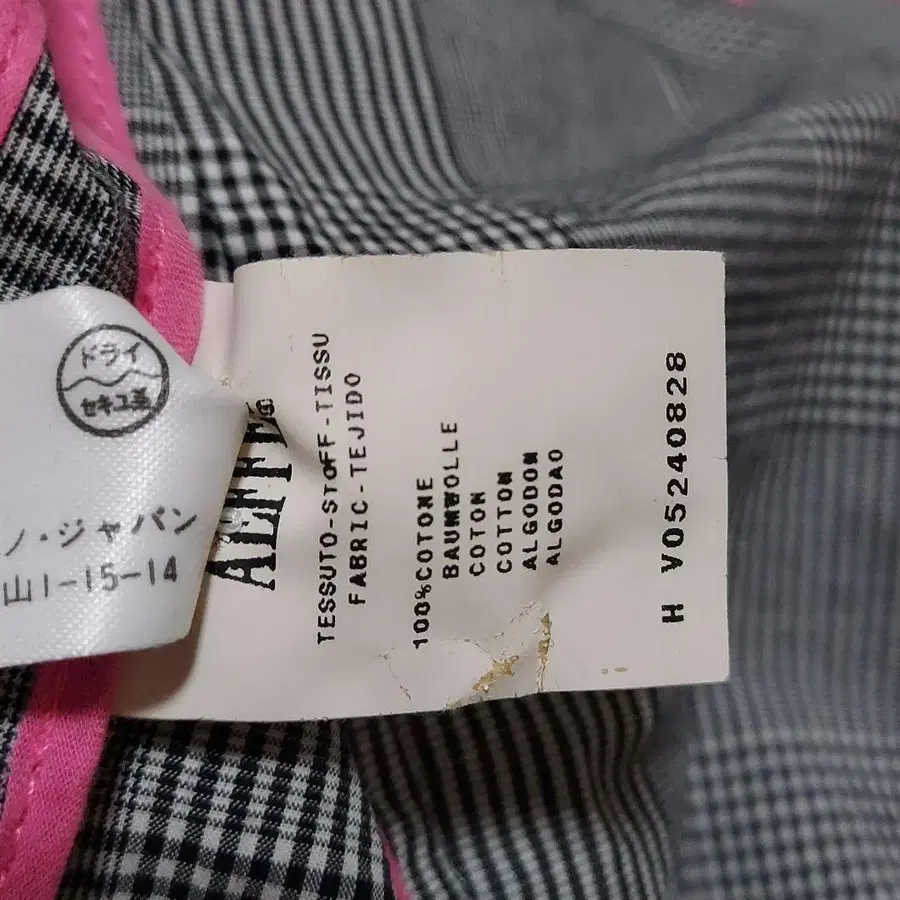 ドライ
セキユ系
ノ・ジャパン
山1-15-14
AEFFE®
TESSUTO-STOFF-TISSU
FABRIC-TEJIDO
100%COTONE
BAUMWOLLE
COTON
COTTON
ALGODON
ALGODAO
H V05240828